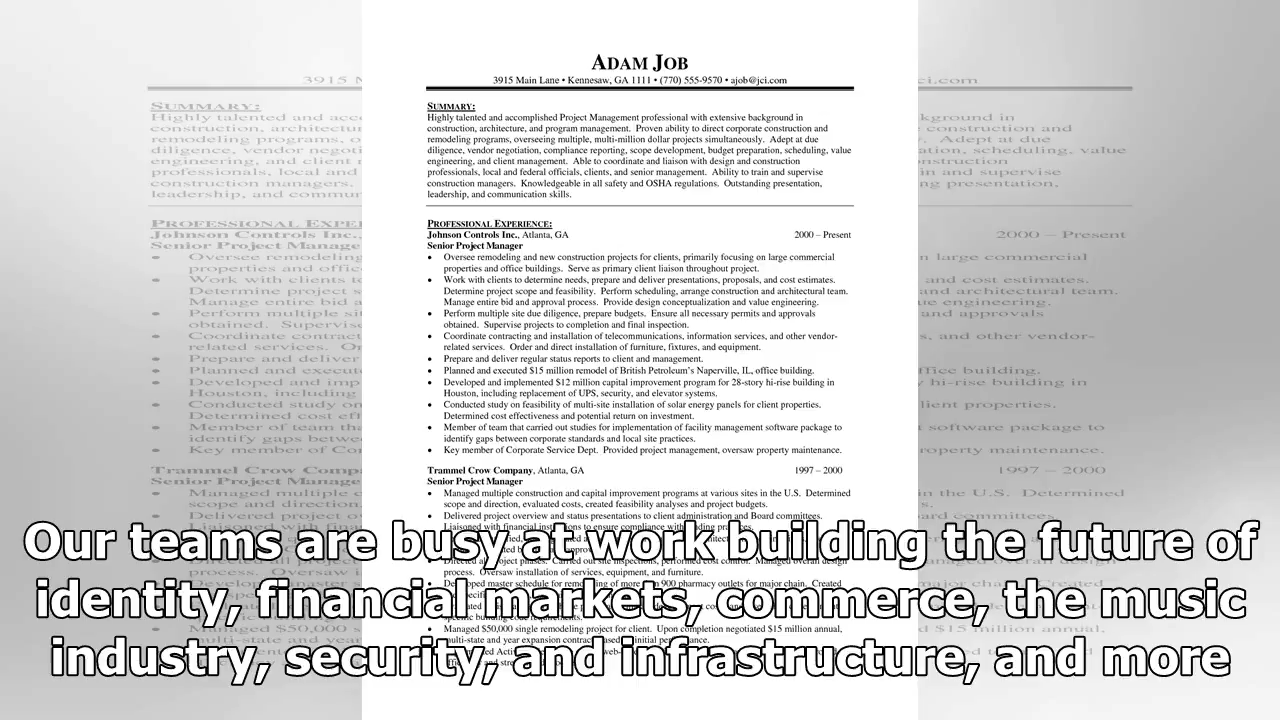 ADAM JOB
3915 Main Lane • Kennesaw, GA 1111 • (770) 555-9570 • ajob@jci.com
SUMMARY:
Highly talented and accomplished Project Management professional with extensive background in
construction, architecture, and program management. Proven ability to direct corporate construction and
remodeling programs, overseeing multiple, multi-million dollar projects simultaneously. Adept at due
diligence, vendor negotiation, compliance reporting, scope development, budget preparation, scheduling, value
engineering, and client management. Able to coordinate and liaison with design and construction
professionals, local and federal officials, clients, and senior management. Ability to train and supervise
construction managers. Knowledgeable in all safety and OSHA regulations. Outstanding presentation,
leadership, and communication skills.
PROFESSIONAL EXPERIENCE:
Johnson Controls Inc., Atlanta, GA 2000 – Present
Senior Project Manager
• Oversee remodeling and new construction projects for clients, primarily focusing on large commercial
properties and office buildings. Serve as primary client liaison throughout project.
• Work with clients to determine needs, prepare and deliver presentations, proposals, and cost estimates.
Determine project scope and feasibility. Perform scheduling, arrange construction and architectural team.
Manage entire bid and approval process. Provide design conceptualization and value engineering.
• Perform multiple site due diligence, prepare budgets. Ensure all necessary permits and approvals
obtained. Supervise projects to completion and final inspection.
• Coordinate contracting and installation of telecommunications, information services, and other vendor-
related services. Order and direct installation of furniture, fixtures, and equipment.
• Prepare and deliver regular status reports to client and management.
• Planned and executed $15 million remodel of British Petroleum's Naperville, IL, office building.
• Developed and implemented $12 million capital improvement program for 28-story hi-rise building in
Houston, including replacement of UPS, security, and elevator systems.
• Conducted study on feasibility of multi-site installation of solar energy panels for client properties.
Determined cost effectiveness and potential return on investment.
• Member of team that carried out studies for implementation of facility management software package to
identify gaps between corporate standards and local site practices.
• Key member of Corporate Service Dept. Provided project management, oversaw property maintenance.
Trammel Crow Company, Atlanta, GA 1997 – 2000
Senior Project Manager
• Managed multiple construction and capital improvement programs at various sites in the U.S. Determined
scope and direction, evaluated costs, created feasibility analyses and project budgets.
• Delivered project overview and status presentations to client administration and Board committees.
Our teams are busy at work building the future of
identity, financial markets, commerce, the music
industry, security, and infrastructure, and more